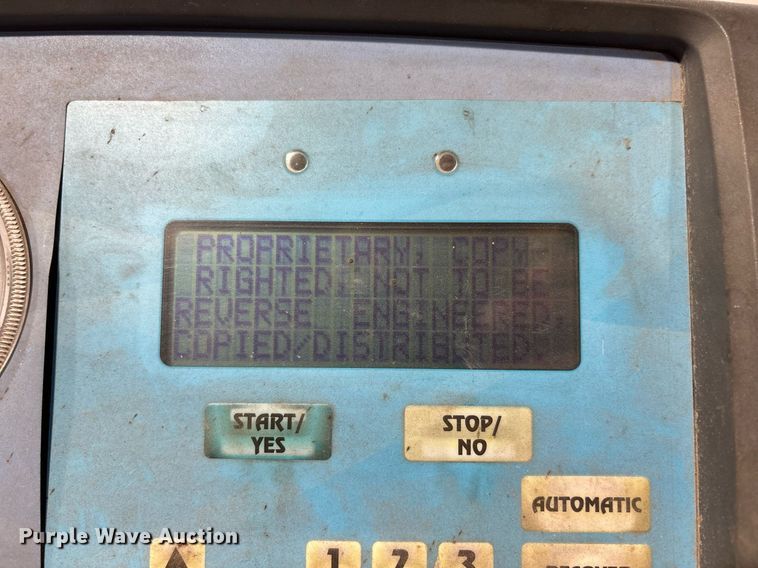 PROPRIETARY, COPY
RIGHTED, NOT TO BE
REVERSE ENGINEERED,
COPIED/DISTRIBUTED.
START/
YES
STOP/
NO
AUTOMATIC
1 2 3
RECOVER
Purple Wave Auction